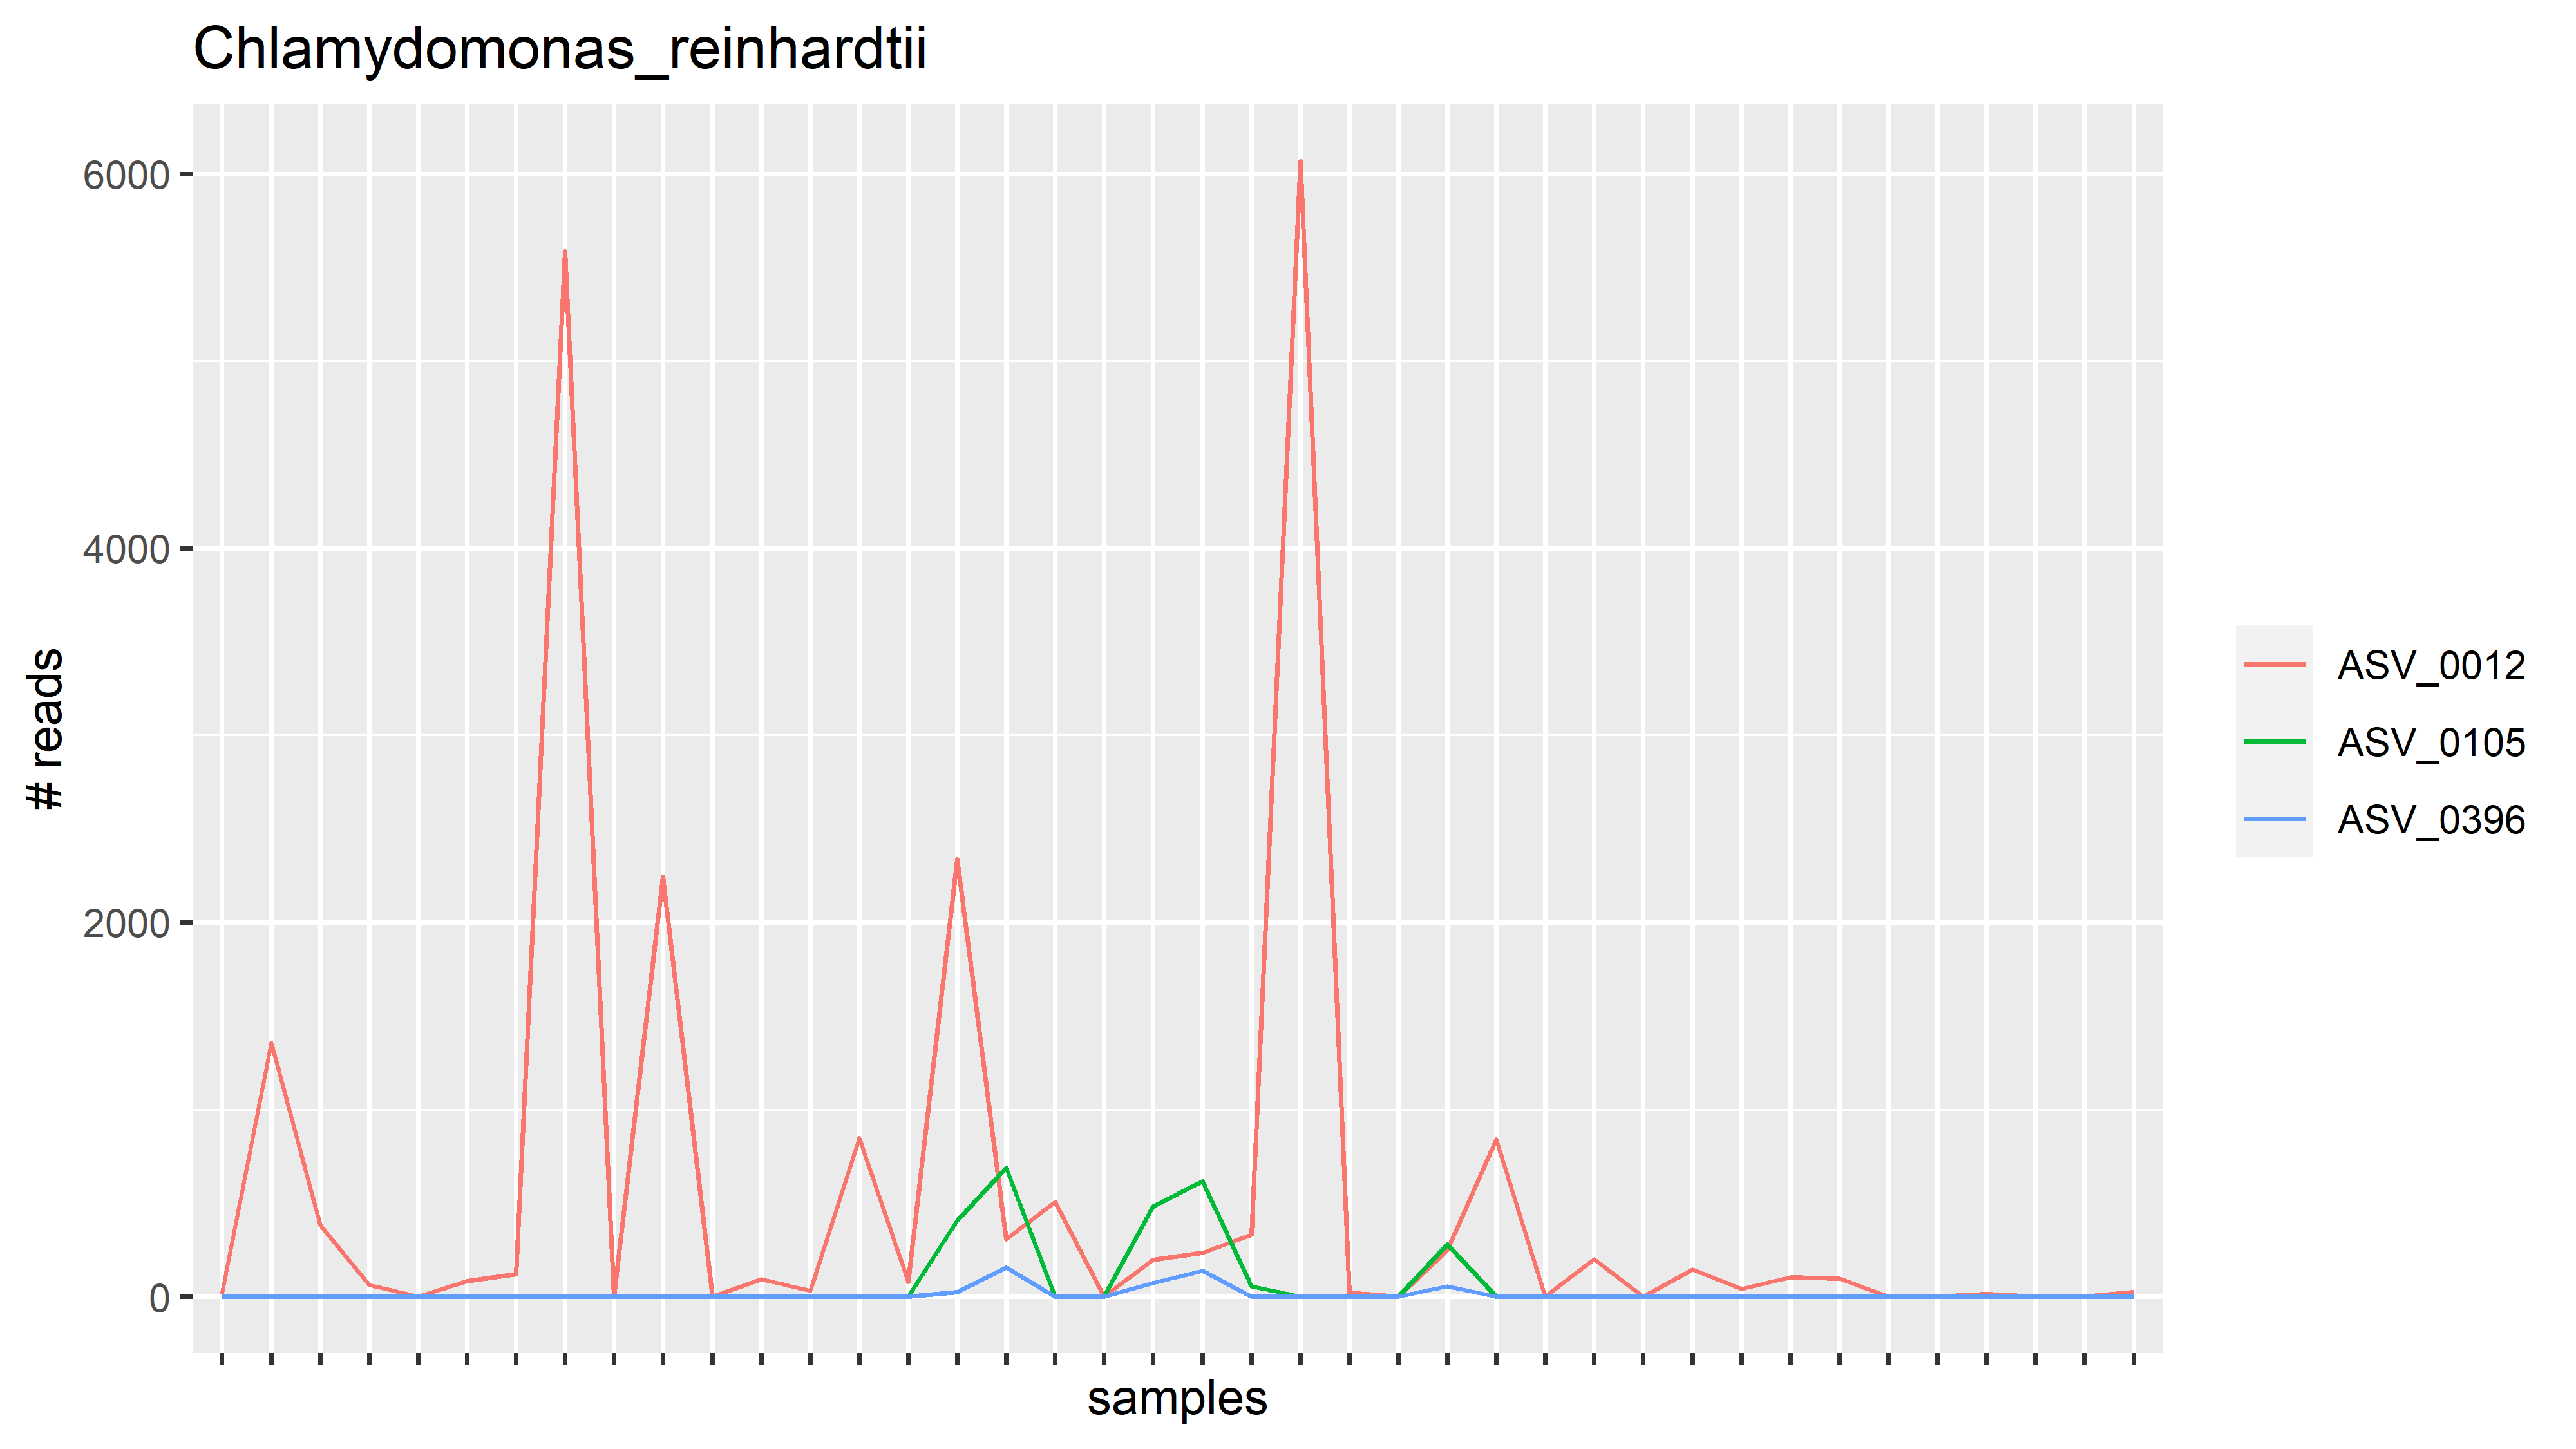 Chlamydomonas_reinhardtii
6000
4000
2000
0
# reads
samples
ASV_0012
ASV_0105
ASV_0396